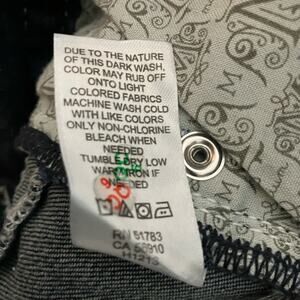 DUE TO THE NATURE
OF THIS DARK WASH,
COLOR MAY RUB OFF
ONTO LIGHT
COLORED FABRICS
MACHINE WASH COLD
WITH LIKE COLORS
ONLY NON-CHLORINE
BLEACH WHEN
NEEDED
TUMBLE DRY LOW
WARM IRON IF
NEEDED
RN 51783
CA 52910
H1213